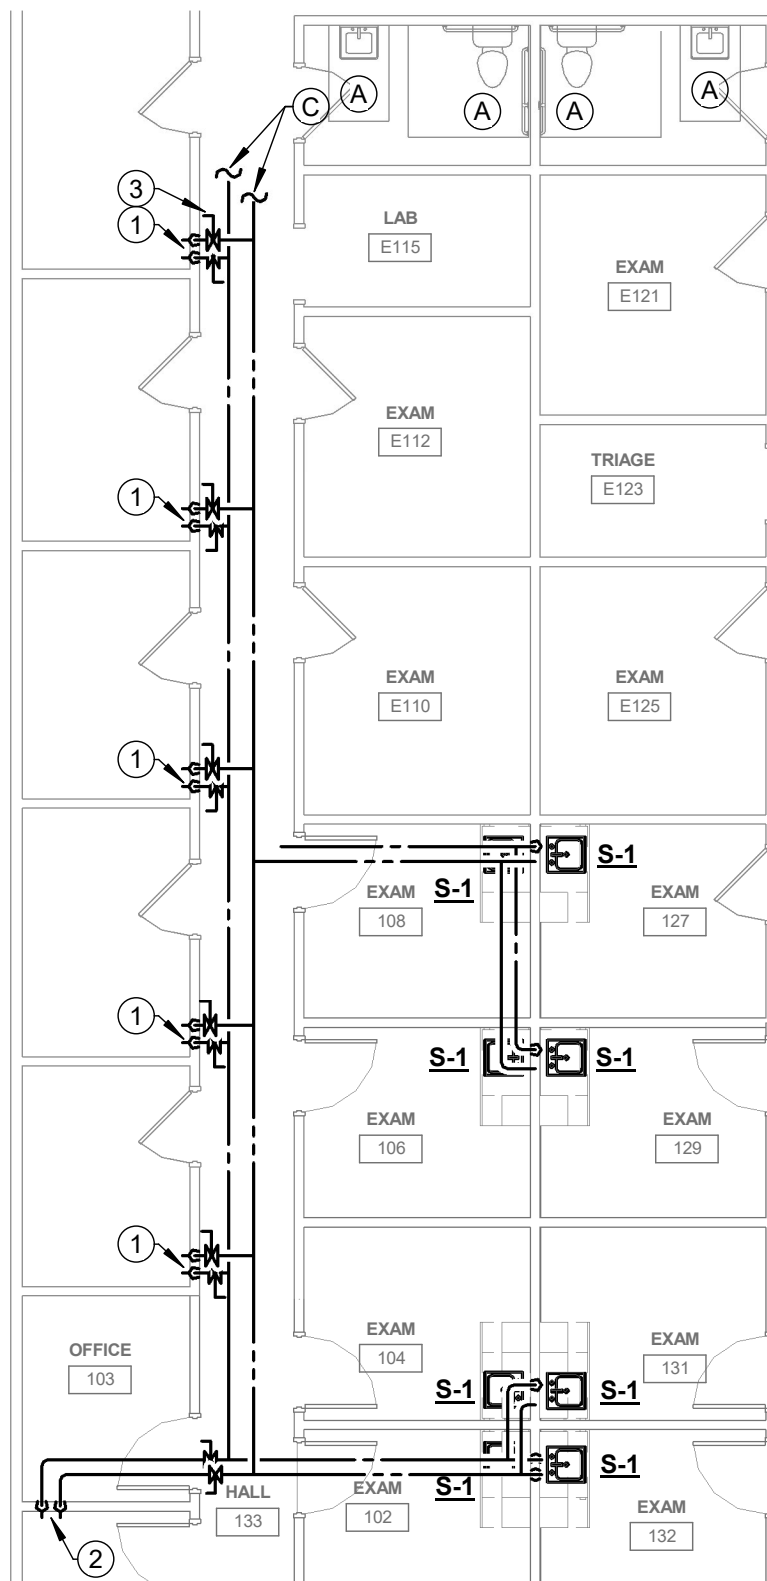 C
A
A
A
A
3
1
LAB
E115
EXAM
E121
EXAM
E112
TRIAGE
E123
1
EXAM
E110
EXAM
E125
1
S-1
S-1
EXAM
108
EXAM
127
1
S-1
S-1
EXAM
106
EXAM
129
1
OFFICE
103
EXAM
104
EXAM
131
S-1
S-1
S-1
S-1
HALL
133
EXAM
102
EXAM
132
2